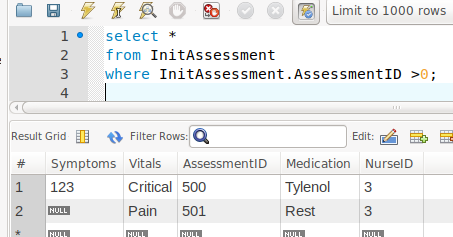 Limit to 1000 rows
1 select *
2 from InitAssessment
3 where InitAssessment.AssessmentID >0;
4
Result Grid Filter Rows: Edit:
# Symptoms Vitals AssessmentID Medication NurseID
1 123 Critical 500 Tylenol 3
2 NULL Pain 501 Rest 3
* NULL NULL NULL NULL NULL